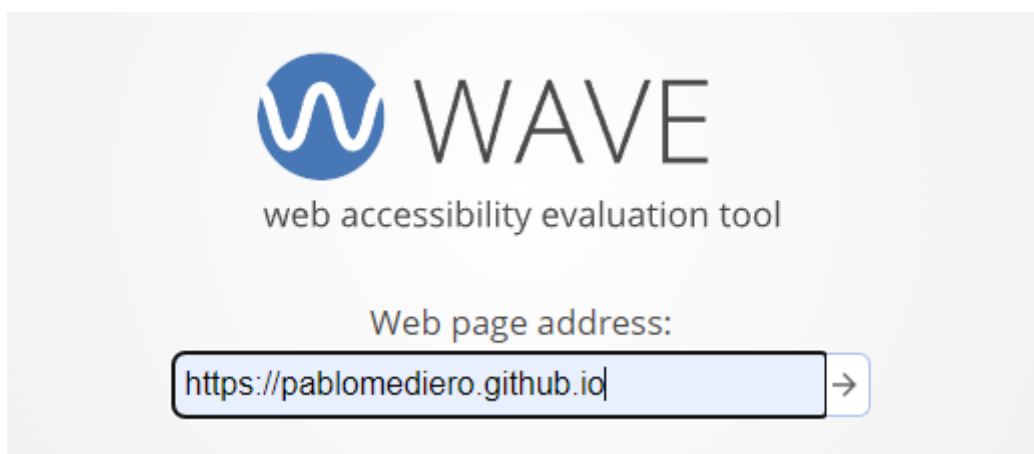 WAVE
web accessibility evaluation tool
Web page address:
https://pablomediero.github.io